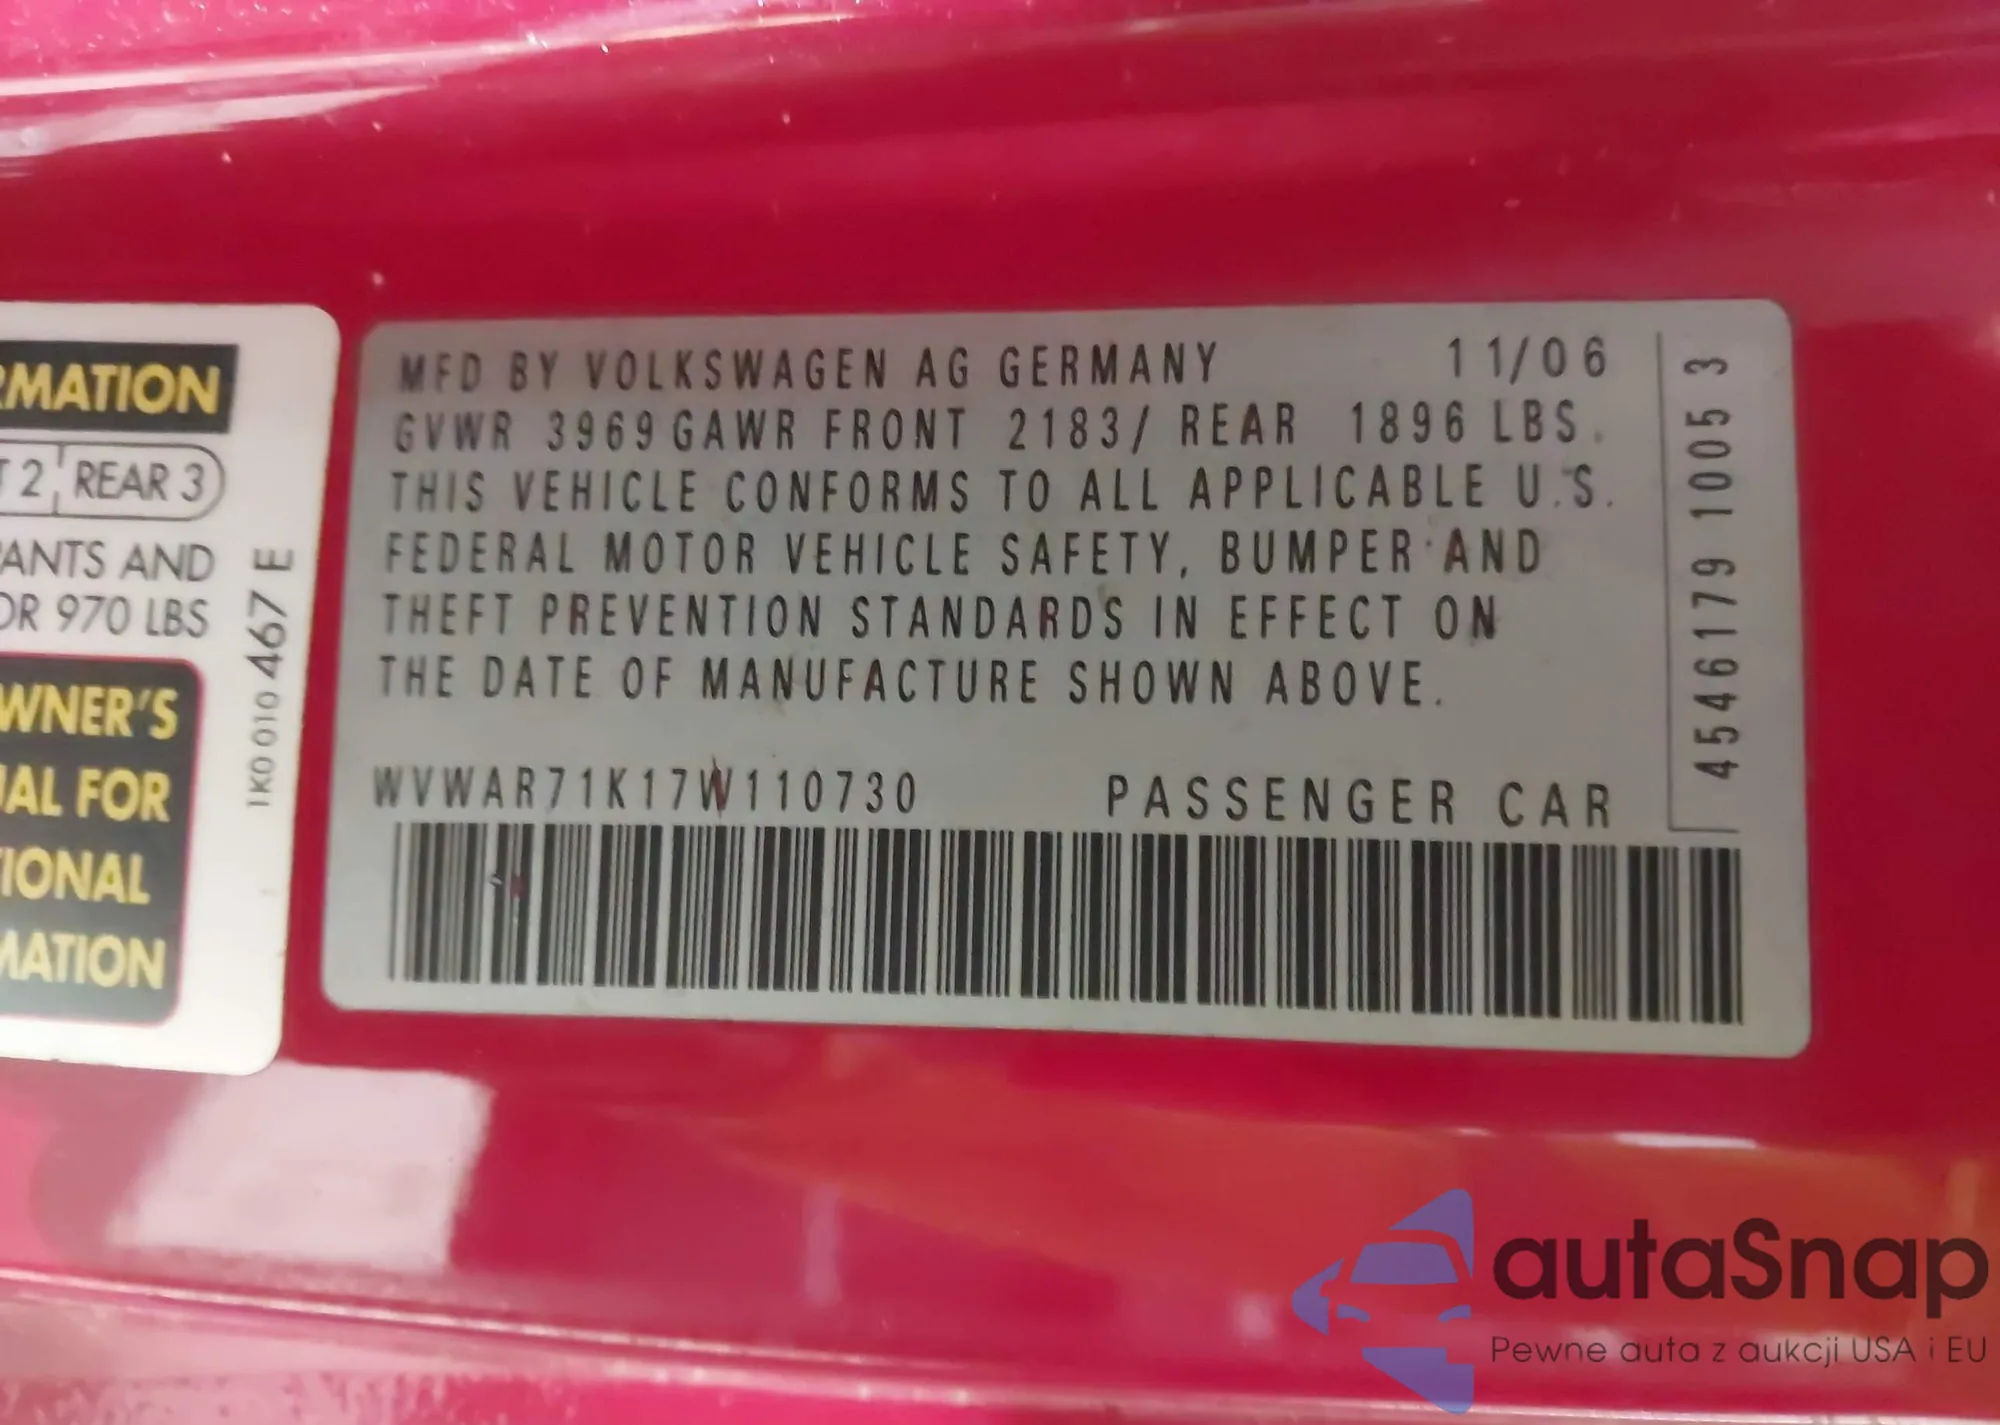 RMATION
T 2 REAR 3
PANTS AND
OR 970 LBS
WNER'S
AL FOR
TIONAL
MATION
1K0 010 467 E
MFD BY VOLKSWAGEN AG GERMANY 11/06
GVWR 3969 GAWR FRONT 2183/ REAR 1896 LBS.
THIS VEHICLE CONFORMS TO ALL APPLICABLE U.S.
FEDERAL MOTOR VEHICLE SAFETY, BUMPER AND
THEFT PREVENTION STANDARDS IN EFFECT ON
THE DATE OF MANUFACTURE SHOWN ABOVE.
WVWAR71K17W110730 PASSENGER CAR
4546179 1005 3
autaSnap
Pewne auta z aukcji USA i EU